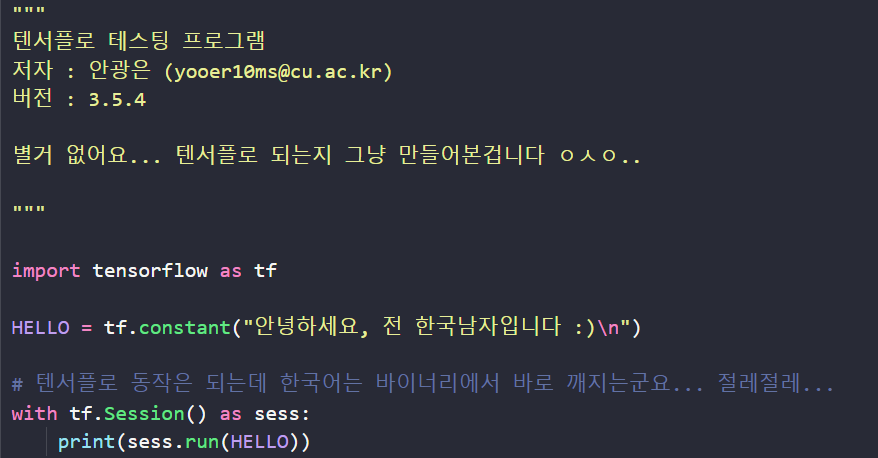 """
텐서플로 테스팅 프로그램
저자 : 안광은 (yooer10ms@cu.ac.kr)
버전 : 3.5.4
별거 없어요... 텐서플로 되는지 그냥 만들어본겁니다 ㅇㅅㅇ..
"""
import tensorflow as tf
HELLO = tf.constant("안녕하세요, 전 한국남자입니다 :)\n")
# 텐서플로 동작은 되는데 한국어는 바이너리에서 바로 깨지는군요... 절레절레...
with tf.Session() as sess:
    print(sess.run(HELLO))